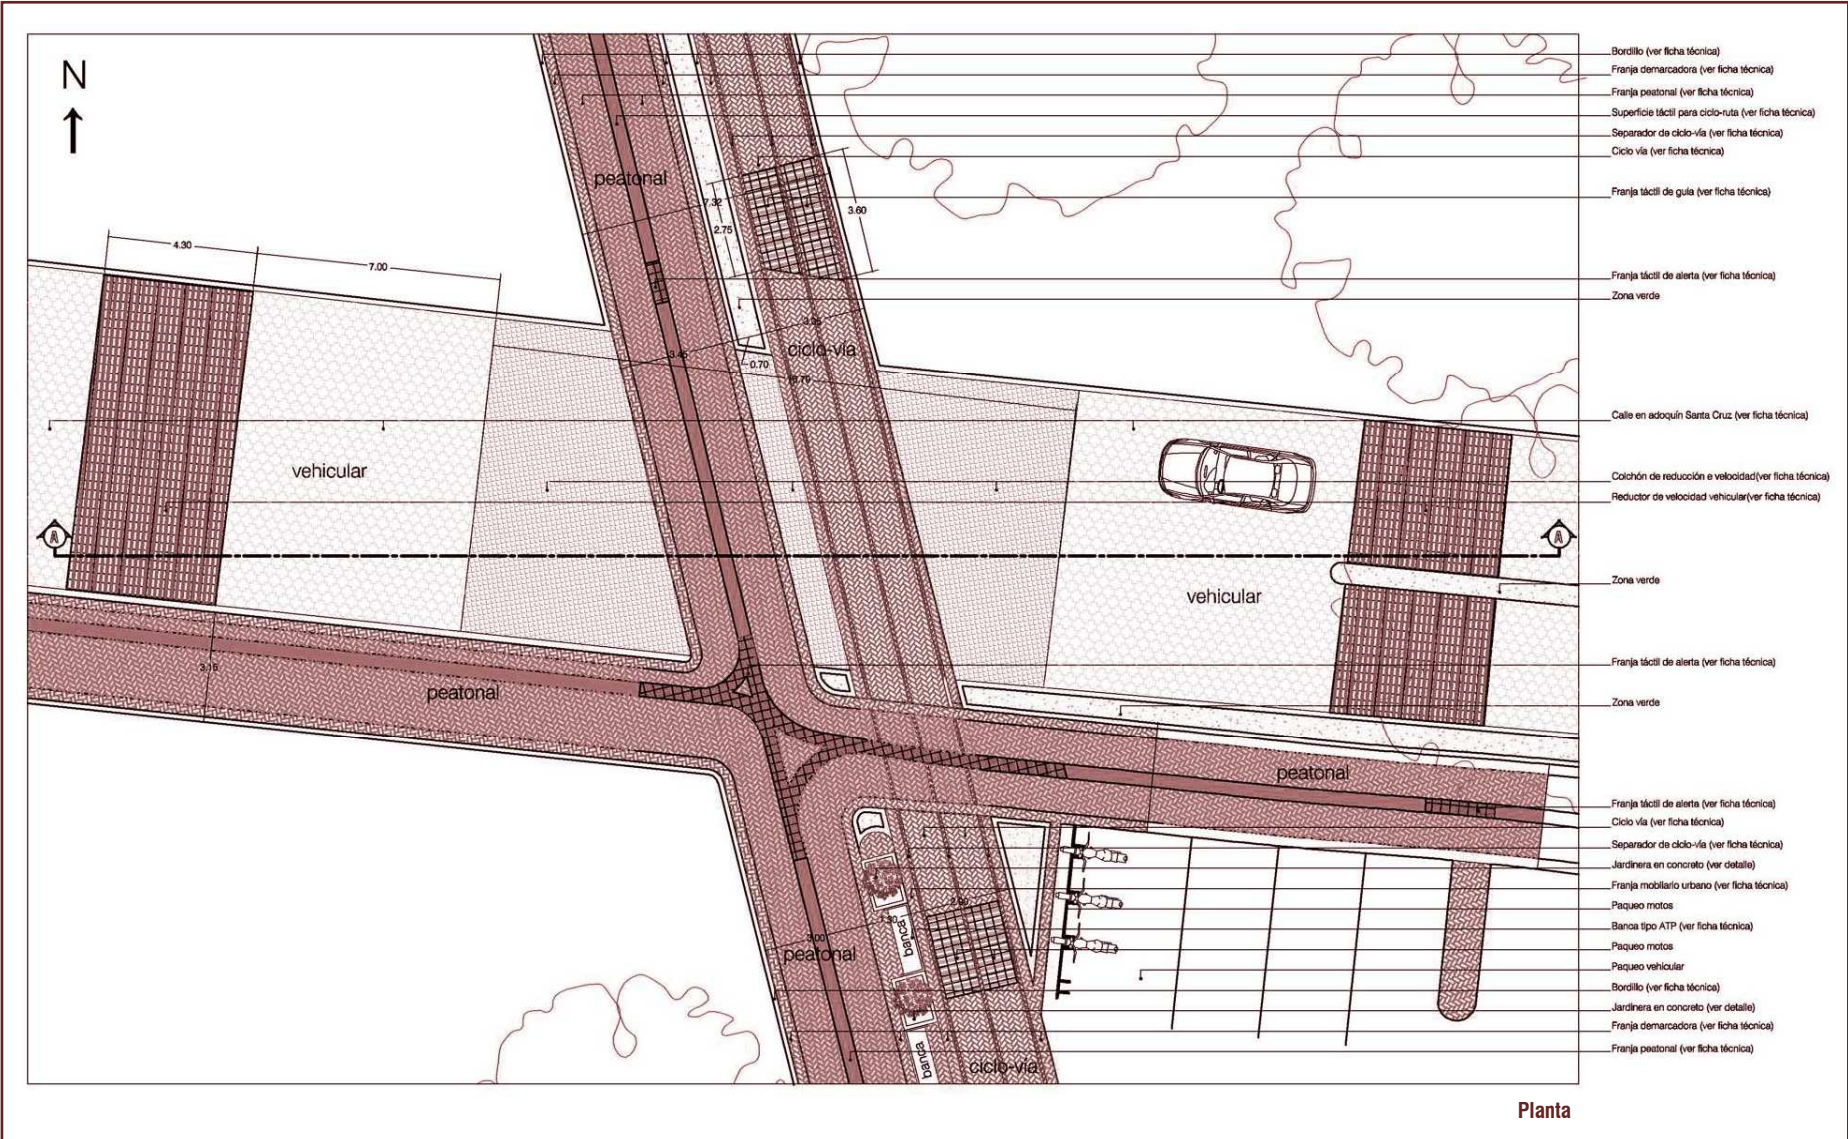 N
Bordillo (ver ficha técnica)
Franja demarcadora (ver ficha técnica)
Franja peatonal (ver ficha técnica)
Superficie táctil para ciclo-ruta (ver ficha técnica)
Separador de ciclo-vía (ver ficha técnica)
Ciclo vía (ver ficha técnica)
peatonal
Franja táctil de guía (ver ficha técnica)
7.32
3.60
2.75
4.30
7.00
Franja táctil de alerta (ver ficha técnica)
Zona verde
3.45
ciclo-vía
0.70
Calle en adoquín Santa Cruz (ver ficha técnica)
vehicular
Colchón de reducción e velocidad(ver ficha técnica)
Reductor de velocidad vehicular(ver ficha técnica)
A
A
Zona verde
vehicular
3.15
Franja táctil de alerta (ver ficha técnica)
peatonal
Zona verde
peatonal
Franja táctil de alerta (ver ficha técnica)
Ciclo vía (ver ficha técnica)
Separador de ciclo-vía (ver ficha técnica)
Jardinera en concreto (ver detalle)
Franja mobliario urbano (ver ficha técnica)
Paqueo motos
banca
3.00
Banca tipo ATP (ver ficha técnica)
peatonal
Paqueo motos
Paqueo vehicular
Bordillo (ver ficha técnica)
Jardinera en concreto (ver detalle)
Franja demarcadora (ver ficha técnica)
Franja peatonal (ver ficha técnica)
banca
ciclo-vía
Planta